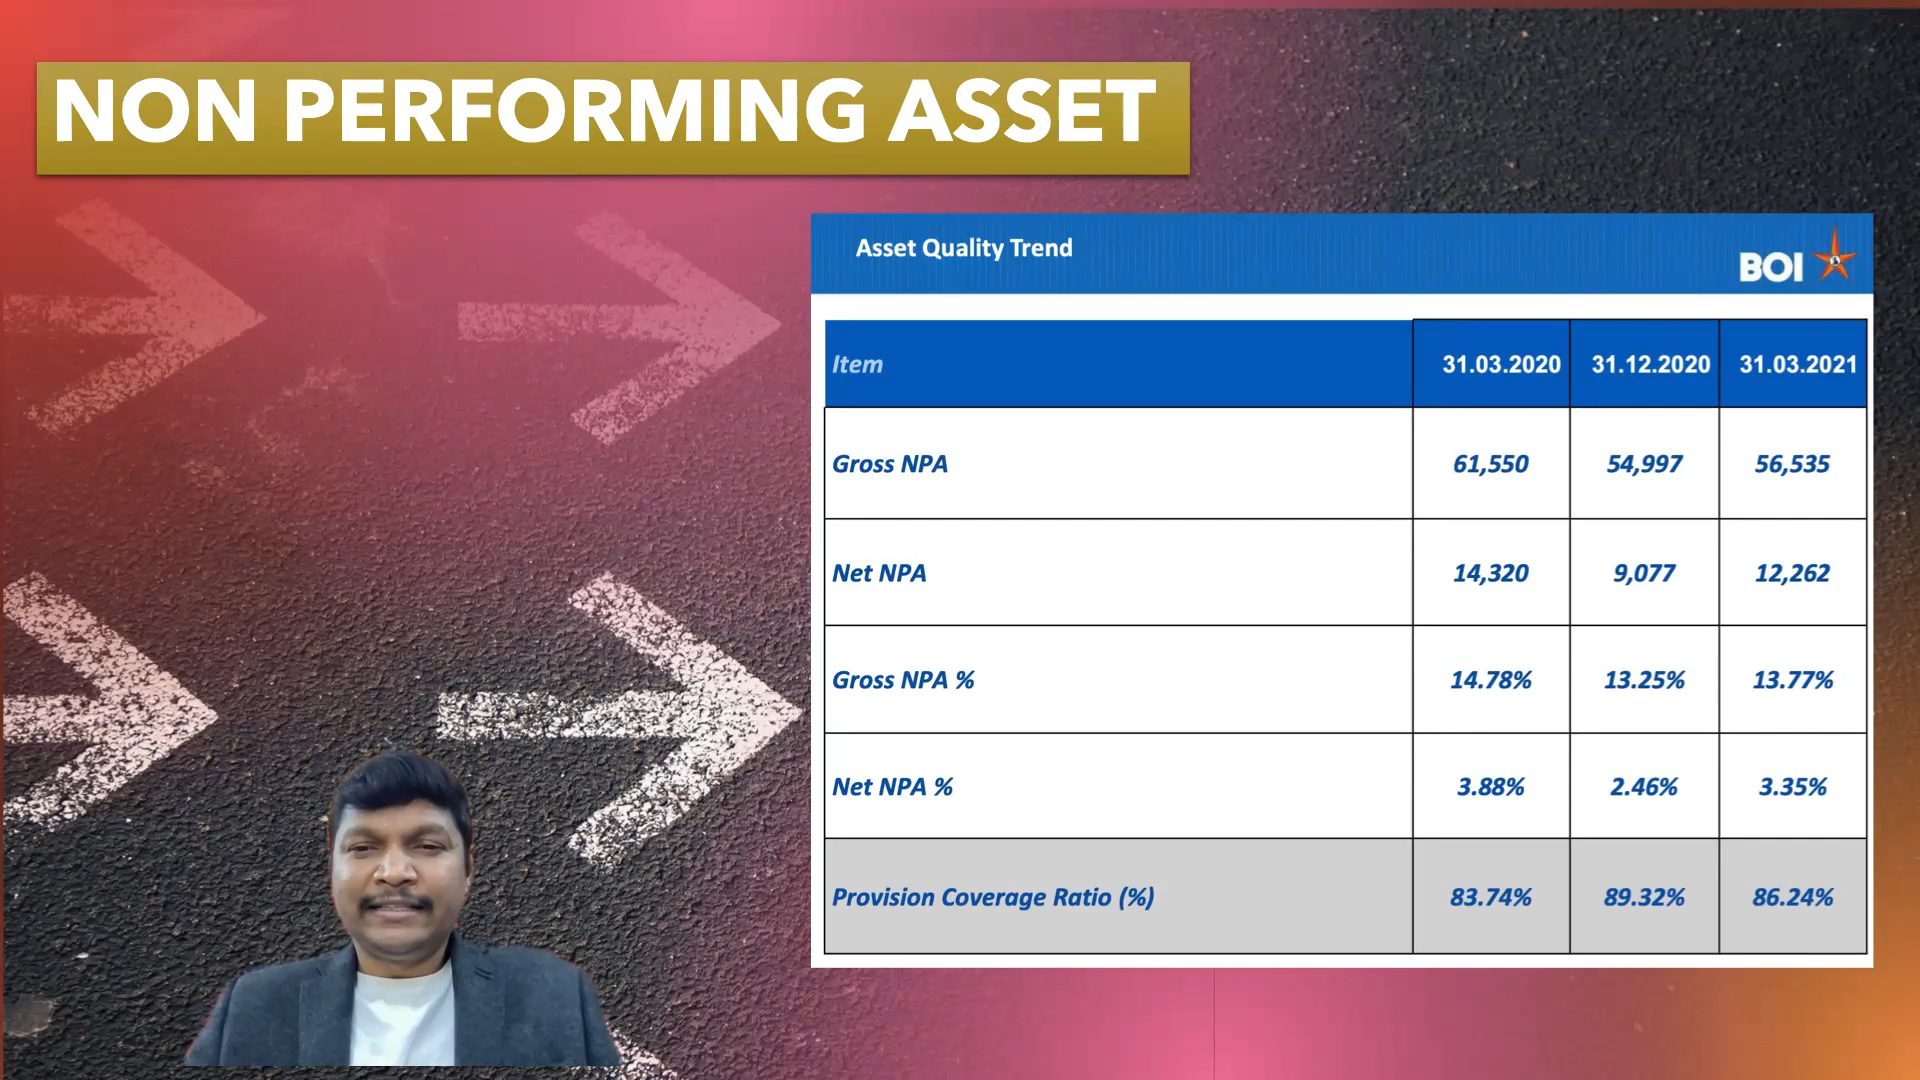 NON PERFORMING ASSET
Asset Quality Trend
BOI
Item 31.03.2020 31.12.2020 31.03.2021
Gross NPA 61,550 54,997 56,535
Net NPA 14,320 9,077 12,262
Gross NPA % 14.78% 13.25% 13.77%
Net NPA % 3.88% 2.46% 3.35%
Provision Coverage Ratio (%) 83.74% 89.32% 86.24%